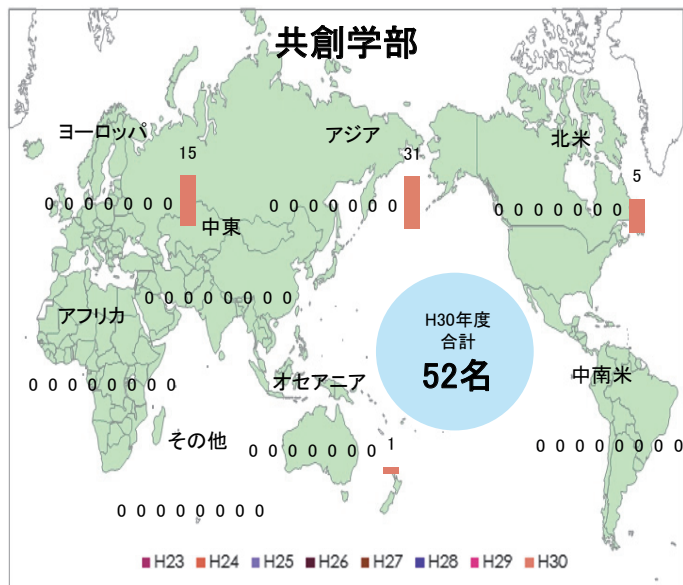 共創学部
ヨーロッパ
15
0 0 0 0 0 0 0
アジア
31
0 0 0 0 0 0 0
北米
5
0 0 0 0 0 0 0
中東
0 0 0 0 0 0 0 0
アフリカ
0 0 0 0 0 0 0 0
H30年度
合計
52名
オセアニア
0 0 0 0 0 0 0 1
中南米
0 0 0 0 0 0 0 0
その他
0 0 0 0 0 0 0 0
H23 H24 H25 H26 H27 H28 H29 H30